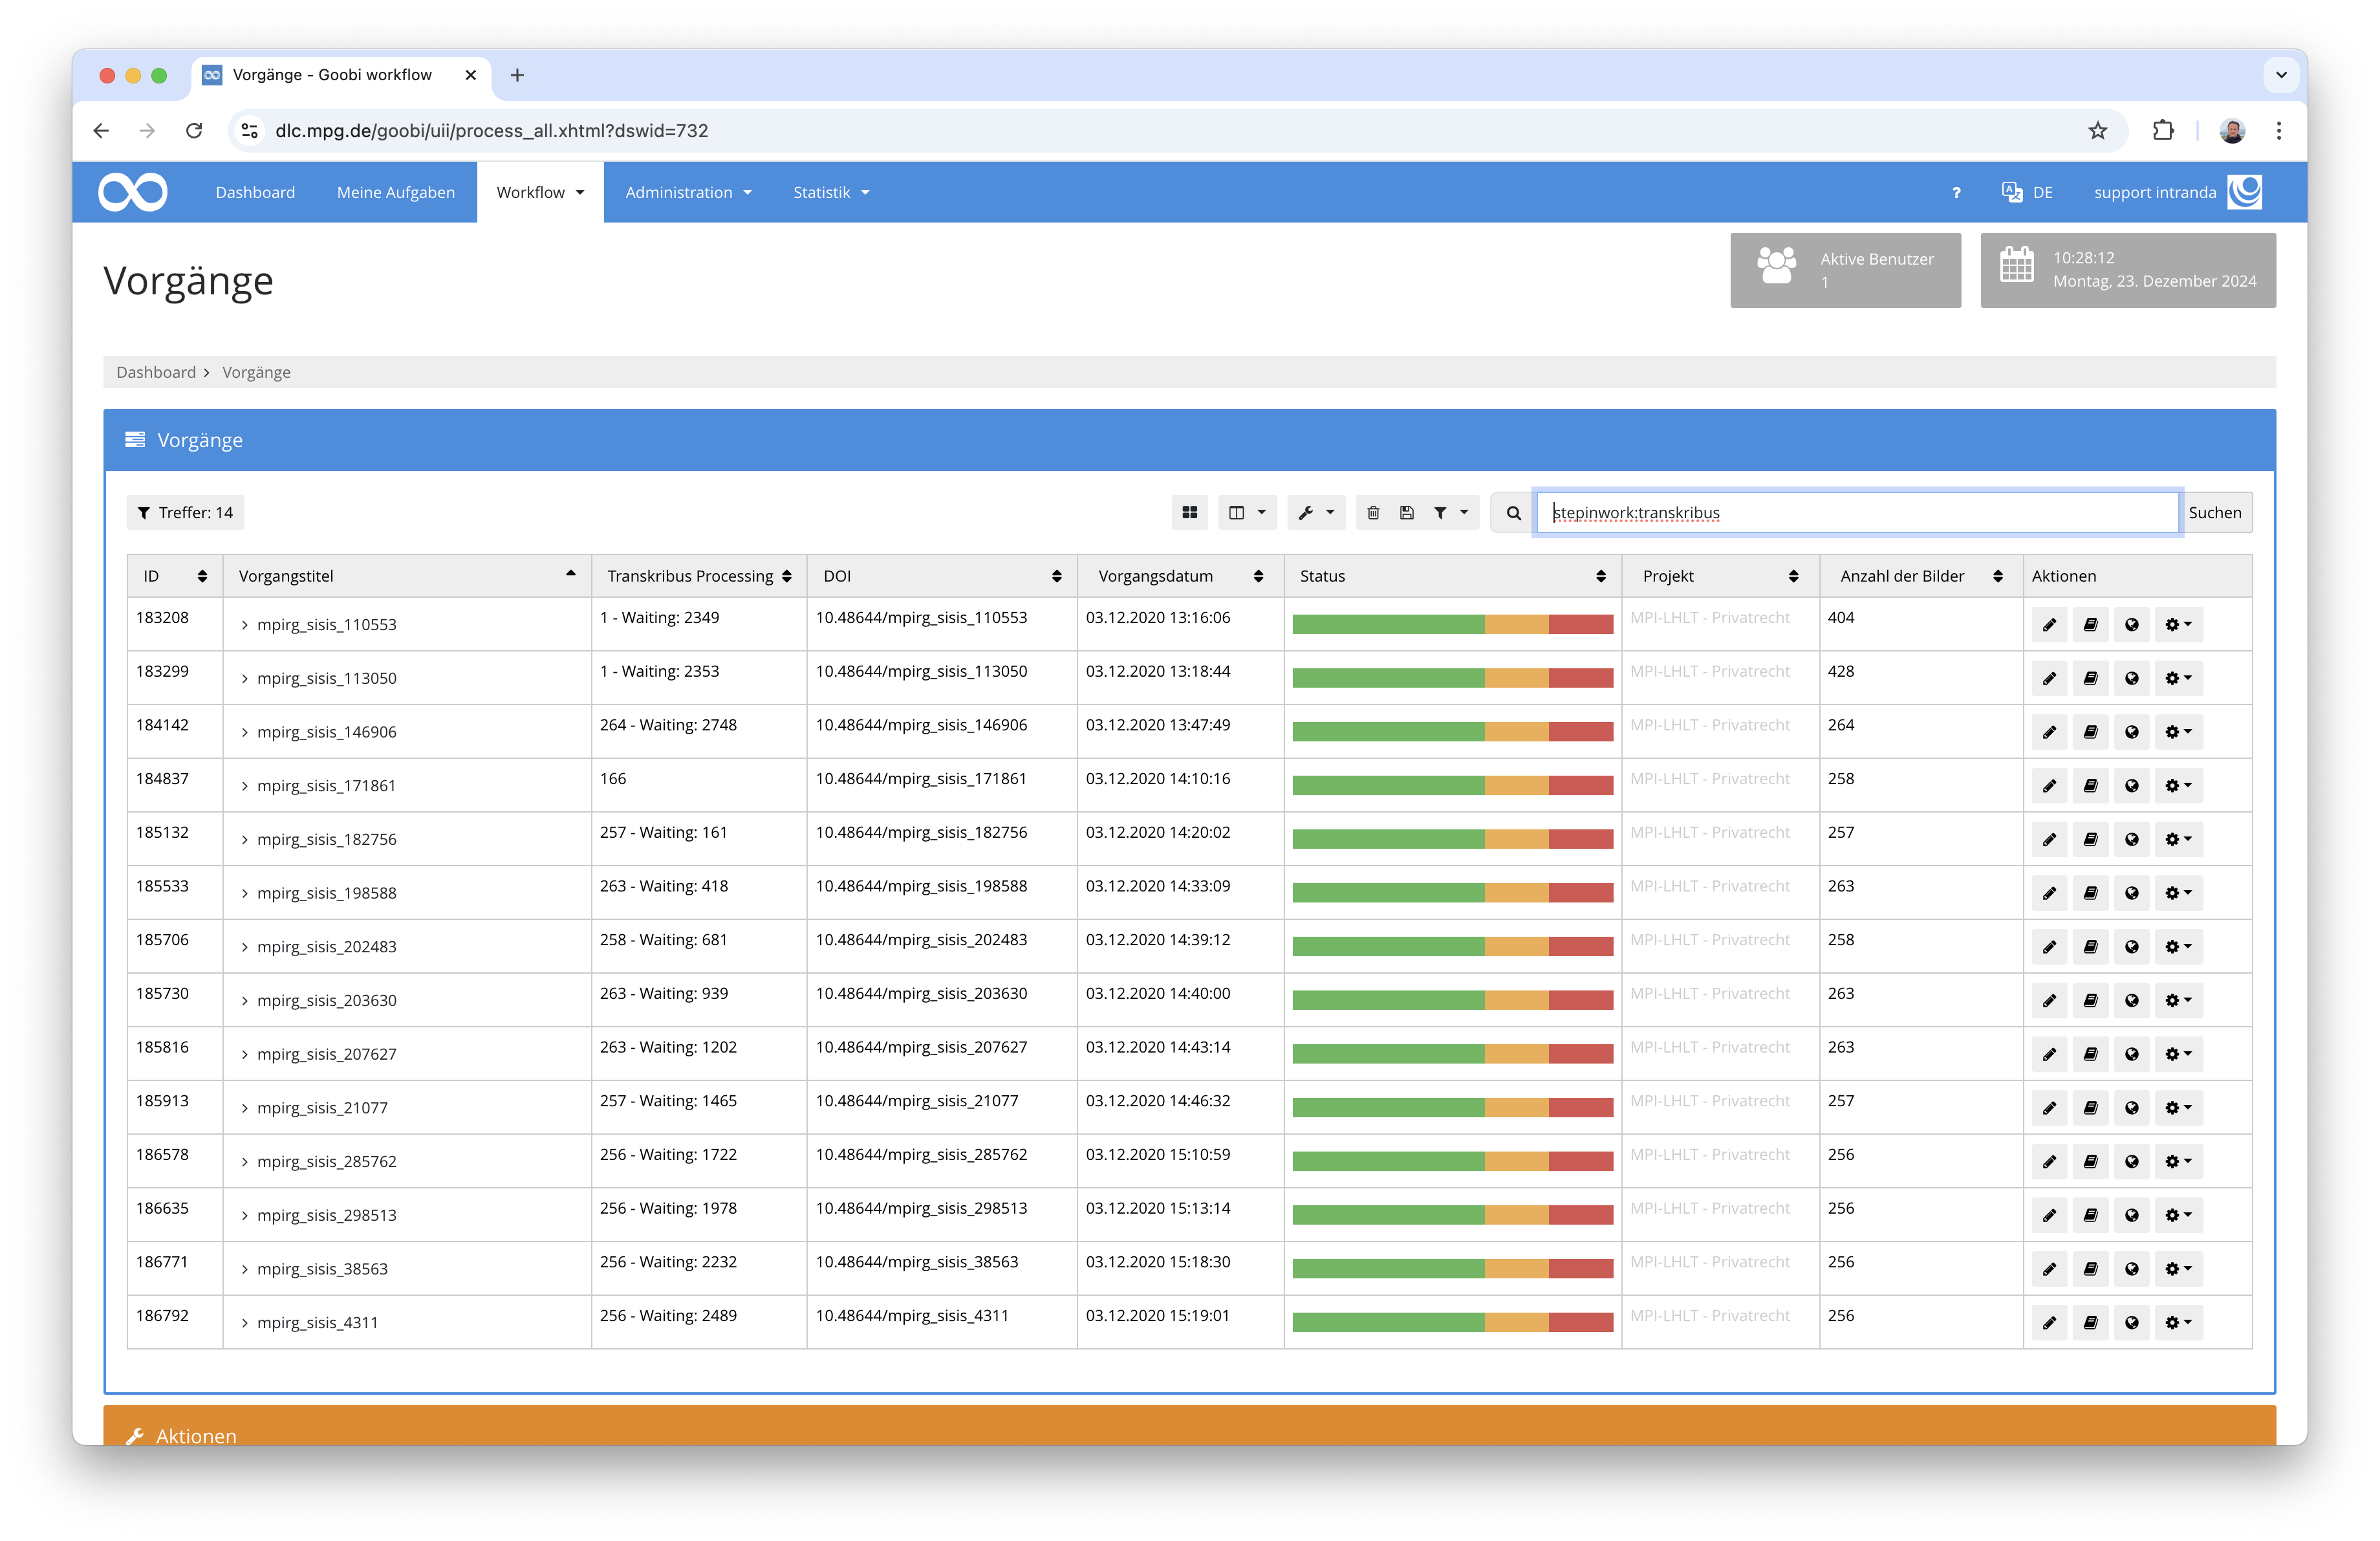 Vorgänge - Goobi workflow
dlc.mpg.de/goobi/uii/process_all.xhtml?dswid=732
Dashboard Meine Aufgaben Workflow Administration Statistik ? DE support intranda
Vorgänge
Aktive Benutzer
1
10:28:12
Montag, 23. Dezember 2024
Dashboard > Vorgänge
Vorgänge
Treffer: 14 stepinwork:transkribus Suchen
ID Vorgangstitel Transkribus Processing DOI Vorgangsdatum Status Projekt Anzahl der Bilder Aktionen
183208 mpirg_sisis_110553 1 - Waiting: 2349 10.48644/mpirg_sisis_110553 03.12.2020 13:16:06 MPI-LHLT - Privatrecht 404
183299 mpirg_sisis_113050 1 - Waiting: 2353 10.48644/mpirg_sisis_113050 03.12.2020 13:18:44 MPI-LHLT - Privatrecht 428
184142 mpirg_sisis_146906 264 - Waiting: 2748 10.48644/mpirg_sisis_146906 03.12.2020 13:47:49 MPI-LHLT - Privatrecht 264
184837 mpirg_sisis_171861 166 10.48644/mpirg_sisis_171861 03.12.2020 14:10:16 MPI-LHLT - Privatrecht 258
185132 mpirg_sisis_182756 257 - Waiting: 161 10.48644/mpirg_sisis_182756 03.12.2020 14:20:02 MPI-LHLT - Privatrecht 257
185533 mpirg_sisis_198588 263 - Waiting: 418 10.48644/mpirg_sisis_198588 03.12.2020 14:33:09 MPI-LHLT - Privatrecht 263
185706 mpirg_sisis_202483 258 - Waiting: 681 10.48644/mpirg_sisis_202483 03.12.2020 14:39:12 MPI-LHLT - Privatrecht 258
185730 mpirg_sisis_203630 263 - Waiting: 939 10.48644/mpirg_sisis_203630 03.12.2020 14:40:00 MPI-LHLT - Privatrecht 263
185816 mpirg_sisis_207627 263 - Waiting: 1202 10.48644/mpirg_sisis_207627 03.12.2020 14:43:14 MPI-LHLT - Privatrecht 263
185913 mpirg_sisis_21077 257 - Waiting: 1465 10.48644/mpirg_sisis_21077 03.12.2020 14:46:32 MPI-LHLT - Privatrecht 257
186578 mpirg_sisis_285762 256 - Waiting: 1722 10.48644/mpirg_sisis_285762 03.12.2020 15:10:59 MPI-LHLT - Privatrecht 256
186635 mpirg_sisis_298513 256 - Waiting: 1978 10.48644/mpirg_sisis_298513 03.12.2020 15:13:14 MPI-LHLT - Privatrecht 256
186771 mpirg_sisis_38563 256 - Waiting: 2232 10.48644/mpirg_sisis_38563 03.12.2020 15:18:30 MPI-LHLT - Privatrecht 256
186792 mpirg_sisis_4311 256 - Waiting: 2489 10.48644/mpirg_sisis_4311 03.12.2020 15:19:01 MPI-LHLT - Privatrecht 256
Aktionen